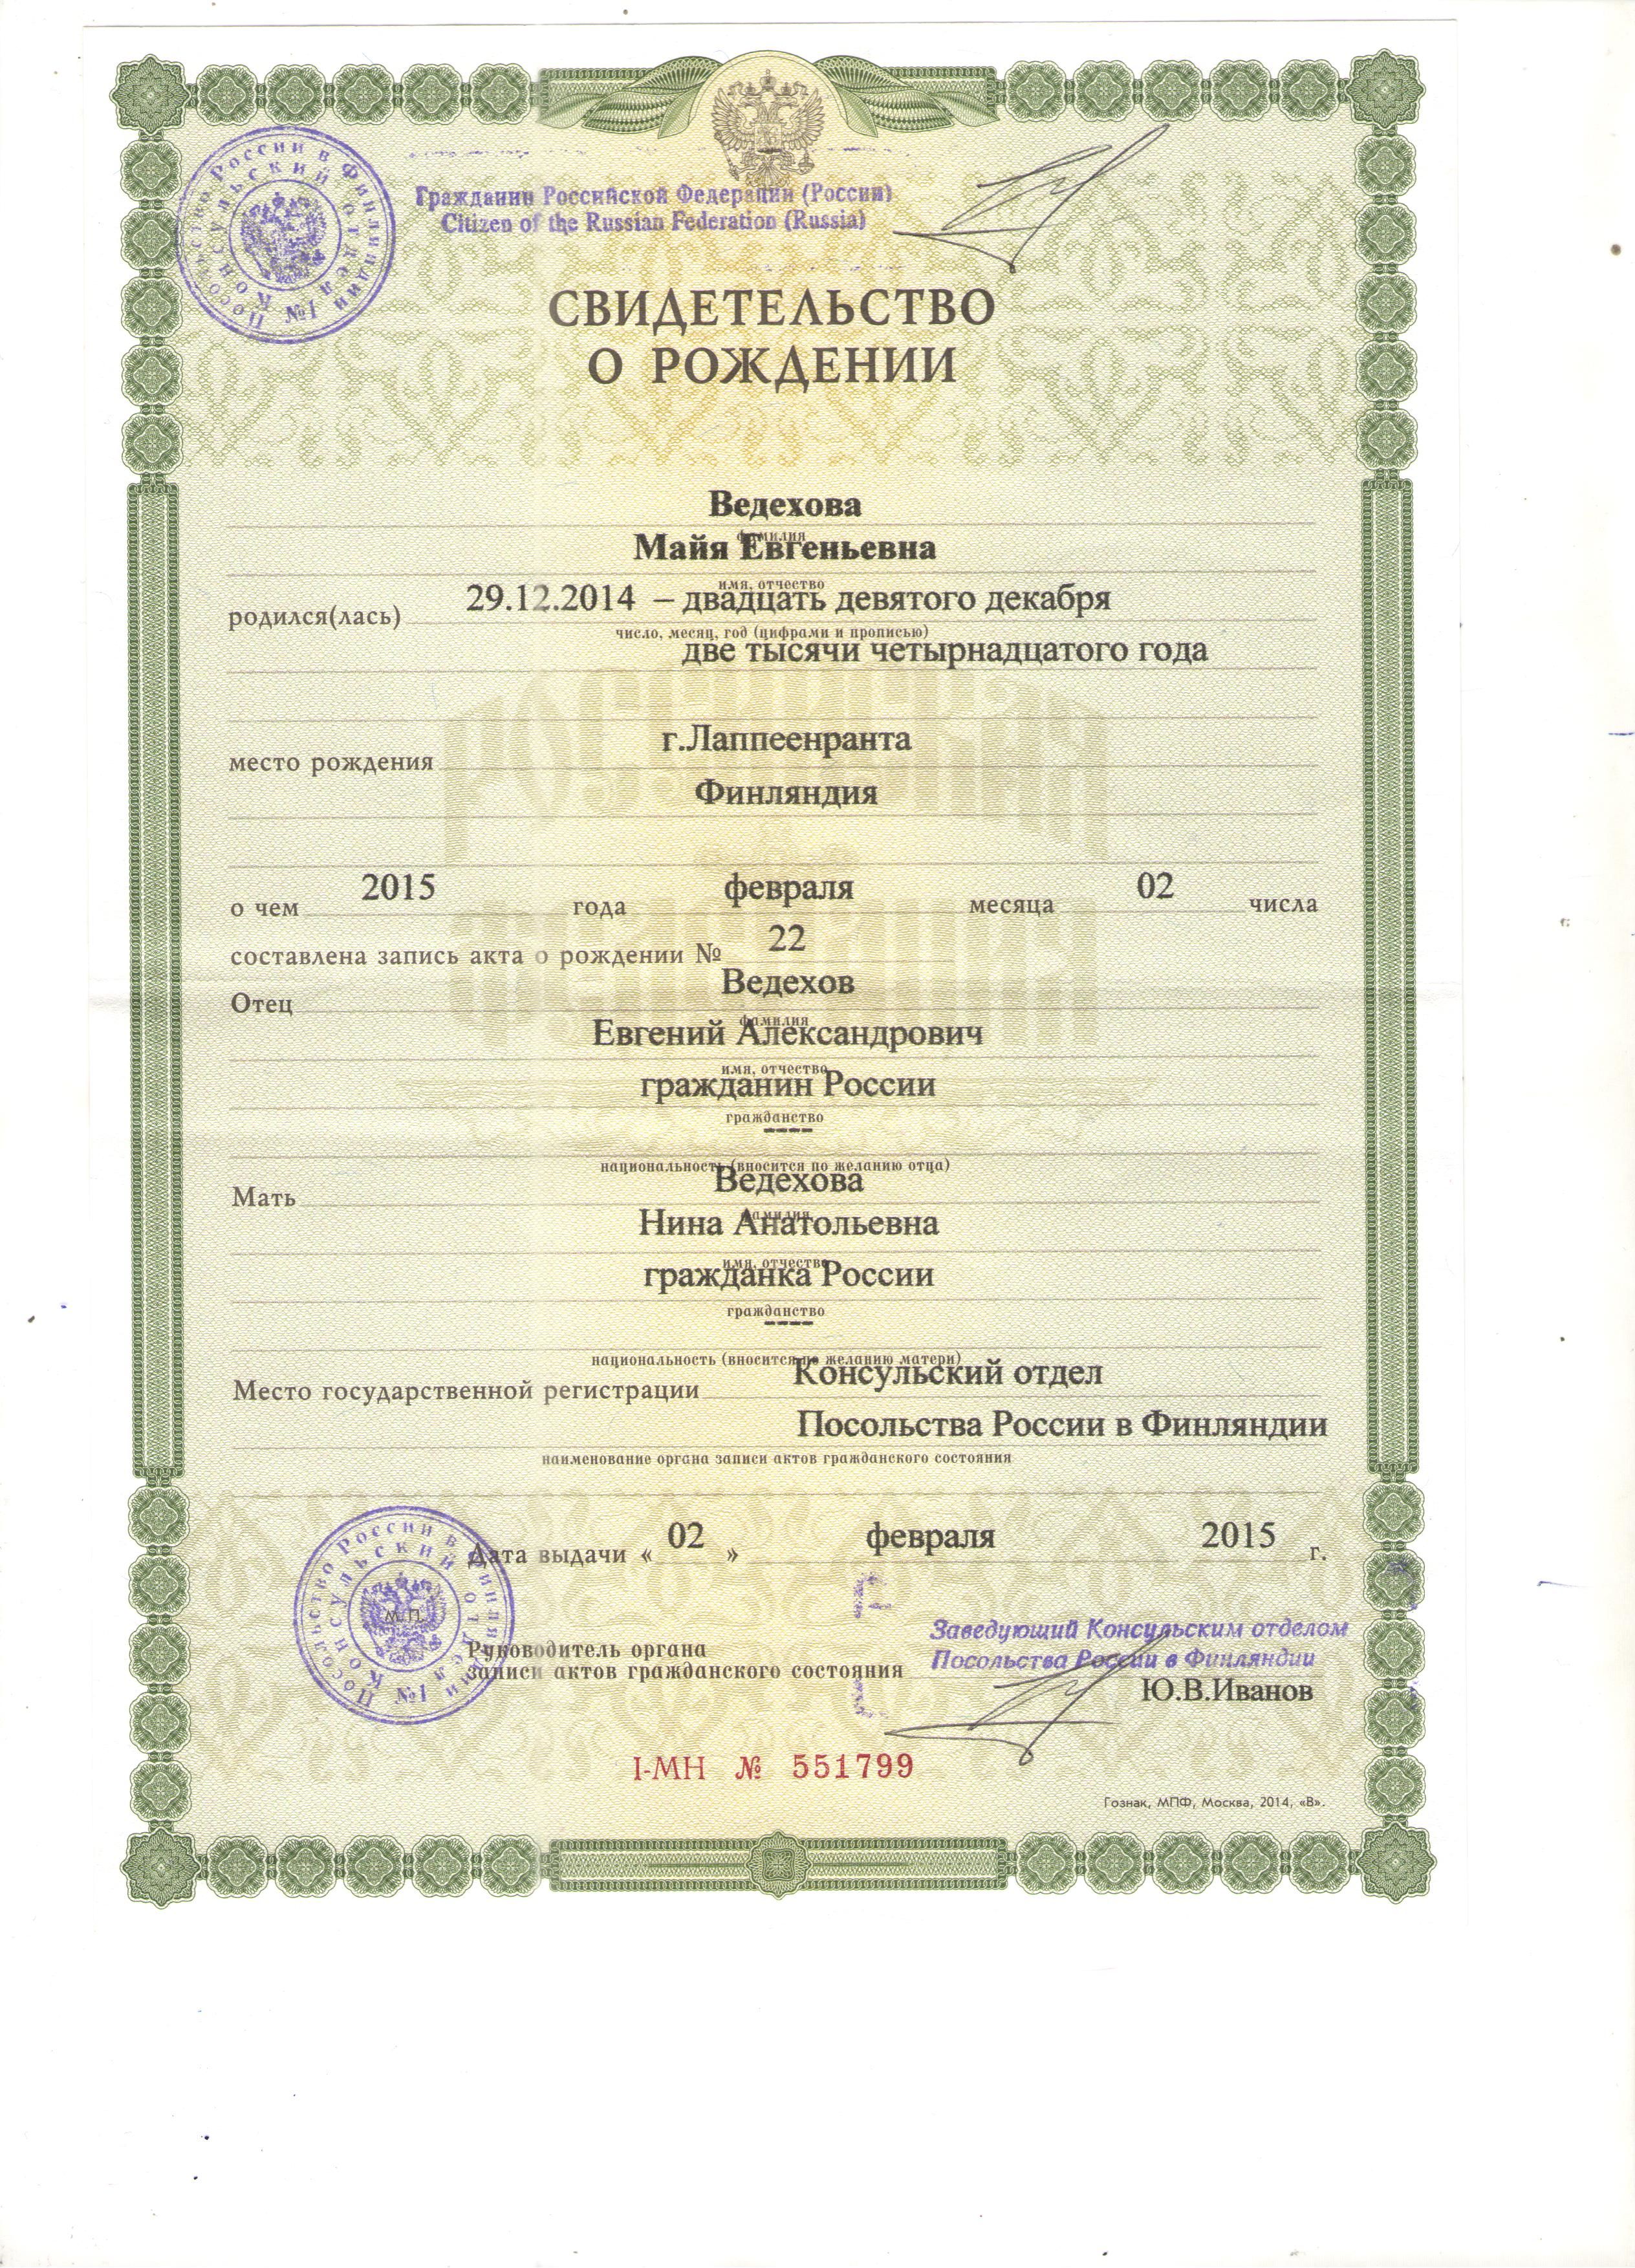 Посольство России в Финляндии
Консульский отдел
№1
Гражданин Российской Федерации (России)
Citizen of the Russian Federation (Russia)
СВИДЕТЕЛЬСТВО
О РОЖДЕНИИ
Ведехова
фамилия
Майя Евгеньевна
имя, отчество
родился(лась) 29.12.2014 – двадцать девятого декабря
число, месяц, год (цифрами и прописью)
две тысячи четырнадцатого года
место рождения г.Лаппеенранта
Финляндия
о чем 2015 года февраля месяца 02 числа
составлена запись акта о рождении № 22
Отец Ведехов
фамилия
Евгений Александрович
имя, отчество
гражданин России
гражданство
----
национальность (вносится по желанию отца)
Мать Ведехова
фамилия
Нина Анатольевна
имя, отчество
гражданка России
гражданство
----
национальность (вносится по желанию матери)
Место государственной регистрации Консульский отдел
Посольства России в Финляндии
наименование органа записи актов гражданского состояния
Дата выдачи « 02 » февраля 2015 г.
Посольство России в Финляндии
Консульский отдел
№1
М.П.
Руководитель органа
записи актов гражданского состояния
Заведующий Консульским отделом
Посольства России в Финляндии
Ю.В.Иванов
I-МН № 551799
Гознак, МПФ, Москва, 2014, «В».